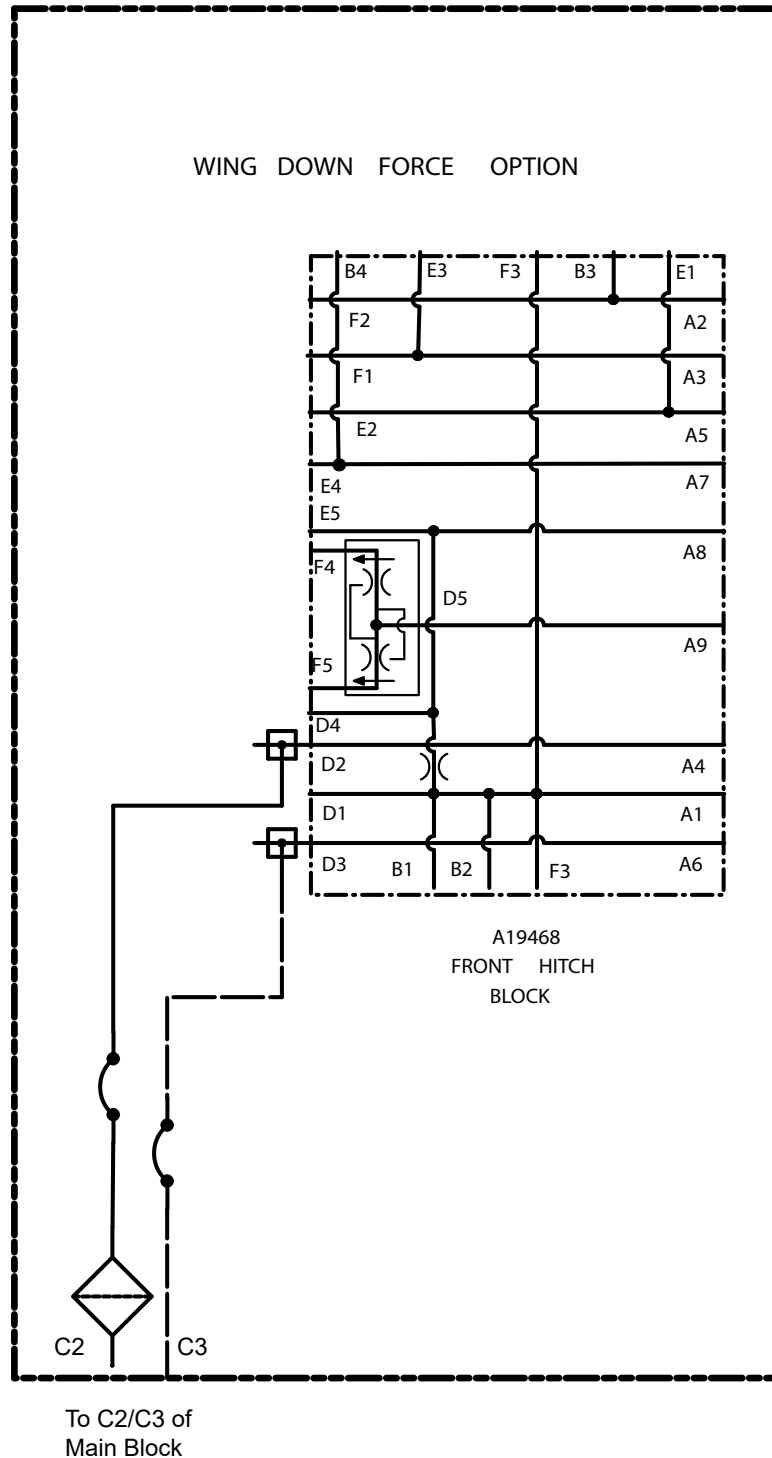 WING DOWN FORCE OPTION
B4 E3 F3 B3 E1
F2 A2
F1 A3
E2 A5
E4 A7
E5
F4 A8
D5
F5 A9
D4
D2 A4
D1 A1
D3 B1 B2 F3 A6
A19468
FRONT HITCH
BLOCK
C2 C3
To C2/C3 of
Main Block